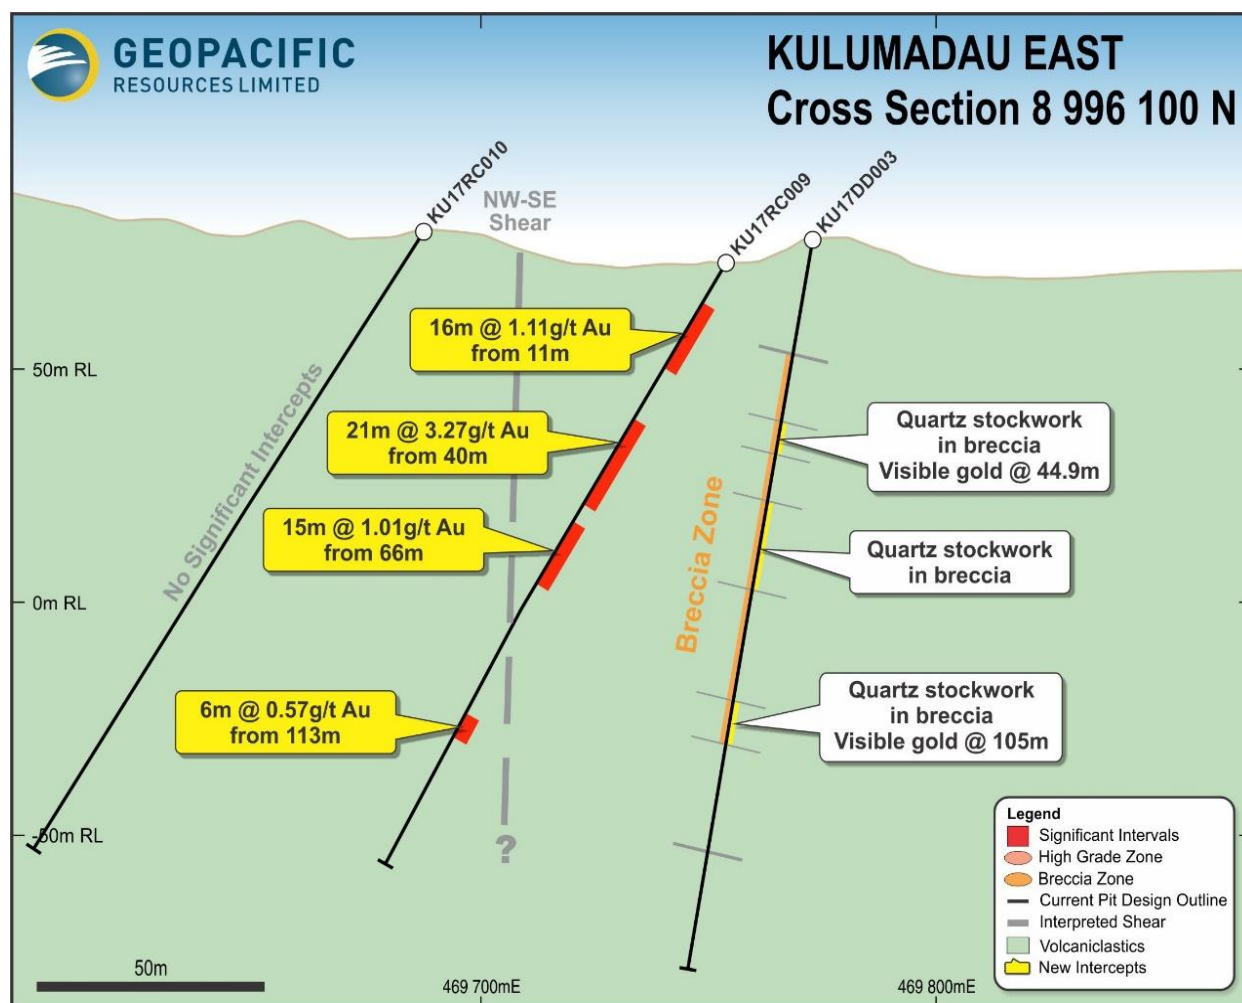 GEOPACIFIC
RESOURCES LIMITED
KULUMADAU EAST
Cross Section 8 996 100 N
KU17RC010
NW-SE
Shear
KU17RC009
KU17DD003
16m @ 1.11g/t Au
from 11m
50m RL
No Significant Intercepts
21m @ 3.27g/t Au
from 40m
Quartz stockwork
in breccia
Visible gold @ 44.9m
15m @ 1.01g/t Au
from 66m
Breccia Zone
Quartz stockwork
in breccia
0m RL
6m @ 0.57g/t Au
from 113m
Quartz stockwork
in breccia
Visible gold @ 105m
-50m RL
?
Legend
Significant Intervals
High Grade Zone
Breccia Zone
Current Pit Design Outline
Interpreted Shear
Volcaniclastics
New Intercepts
50m
469 700mE
469 800mE